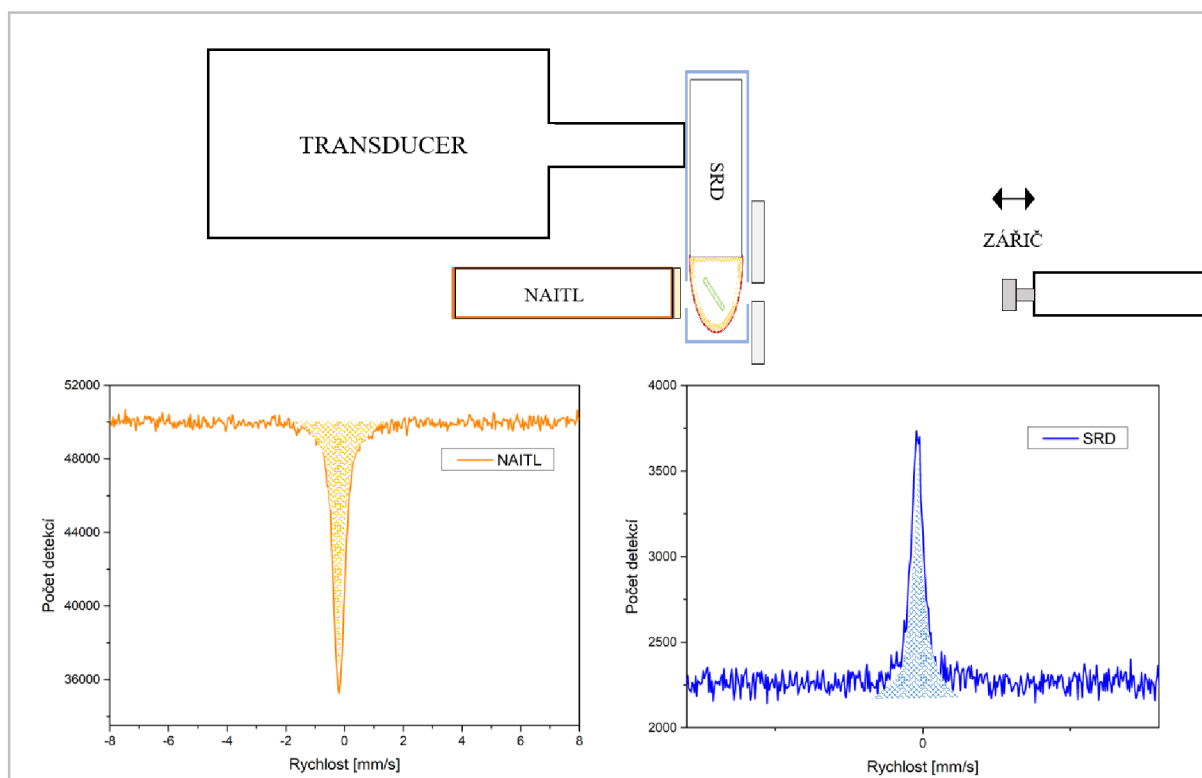 TRANSDUCER
SRD
ZÁŘIČ
NAITL
52000
48000
44000
40000
36000
Počet detekcí
NAITL
-8
-6
-4
-2
0
2
4
6
8
Rychlost [mm/s]
4000
3500
3000
2500
2000
Počet detekcí
SRD
0
Rychlost [mm/s]